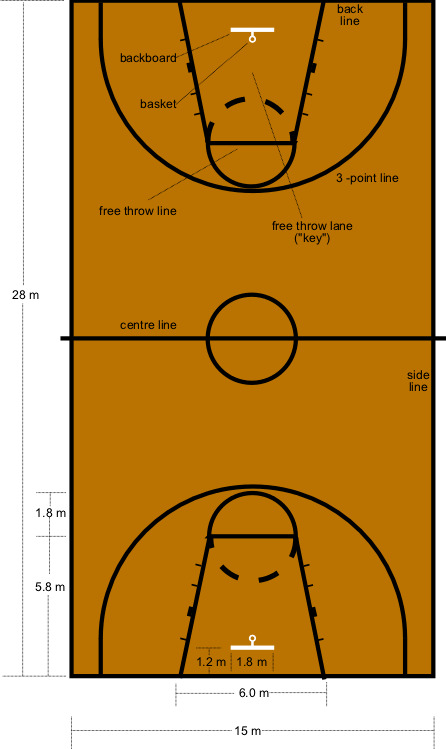 back
line
backboard
basket
3 -point line
free throw line
free throw lane
("key")
28 m
centre line
side
line
1.8 m
5.8 m
1.2 m
1.8 m
6.0 m
15 m